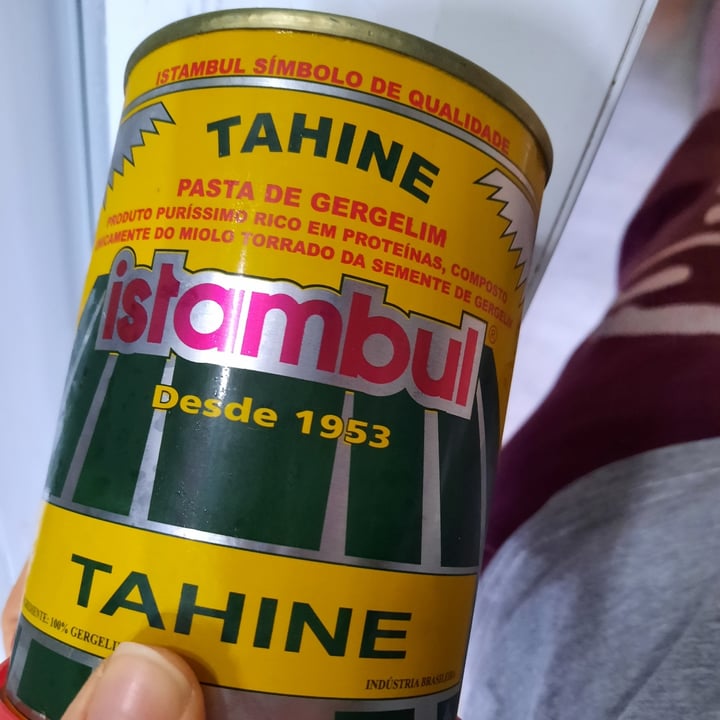 ISTAMBUL SÍMBOLO DE QUALIDADE
TAHINE
PASTA DE GERGELIM
PRODUTO PURÍSSIMO RICO EM PROTEÍNAS, COMPOSTO
DO MIOLO TORRADO DA SEMENTE DE GERGELIM
istambul®
Desde 1953
TAHINE
100% GERGELI
INDÚSTRIA BRASILEIRA